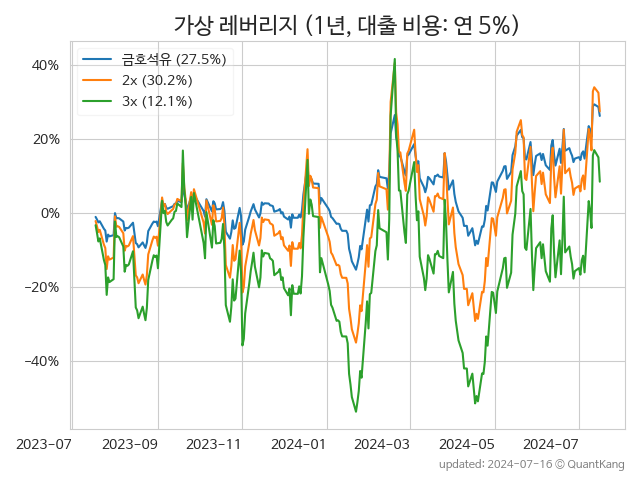 가상 레버리지 (1년, 대출 비용: 연 5%)
금호석유 (27.5%)
2x (30.2%)
3x (12.1%)
40%
20%
0%
−20%
−40%
2023-07
2023-09
2023-11
2024-01
2024-03
2024-05
2024-07
updated: 2024-07-16 © QuantKang